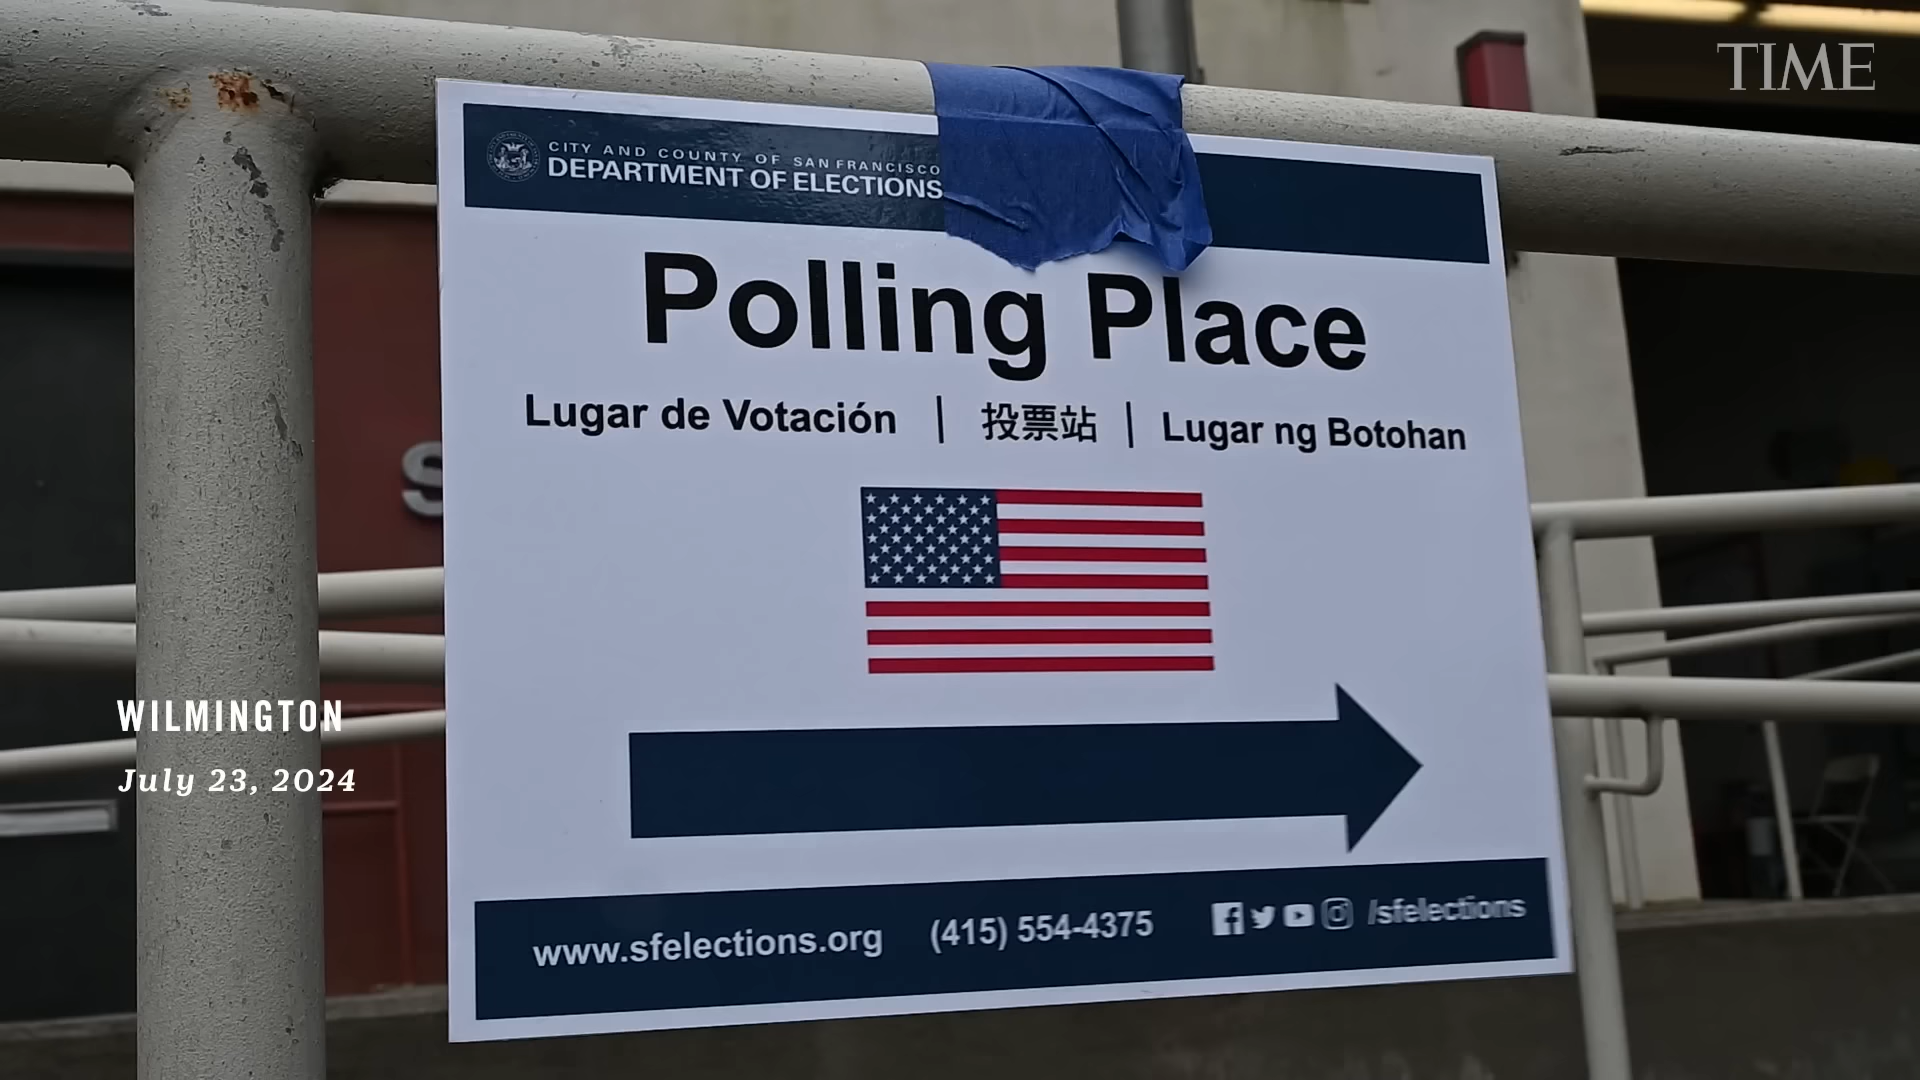 TIME
CITY AND COUNTY OF SAN FRANCISCO
DEPARTMENT OF ELECTIONS
Polling Place
Lugar de Votación | 投票站 | Lugar ng Botohan
WILMINGTON
July 23, 2024
www.sfelections.org (415) 554-4375 /sfelections